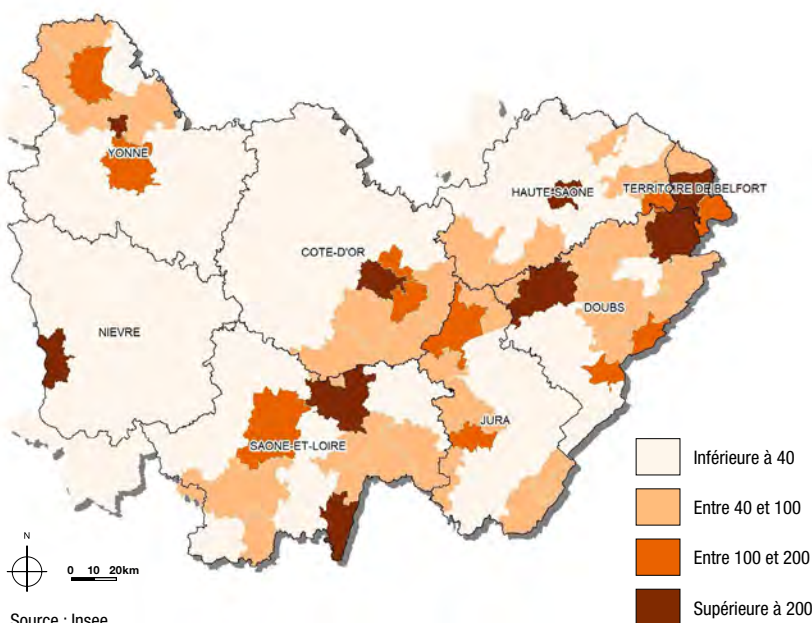 YONNE
HAUTE-SAONE
TERRITOIRE DE BELFORT
COTE-D'OR
DOUBS
NIEVRE
JURA
SAONE-ET-LOIRE
Inférieure à 40
Entre 40 et 100
Entre 100 et 200
Supérieure à 200
N
0 10 20km
Source : Insee